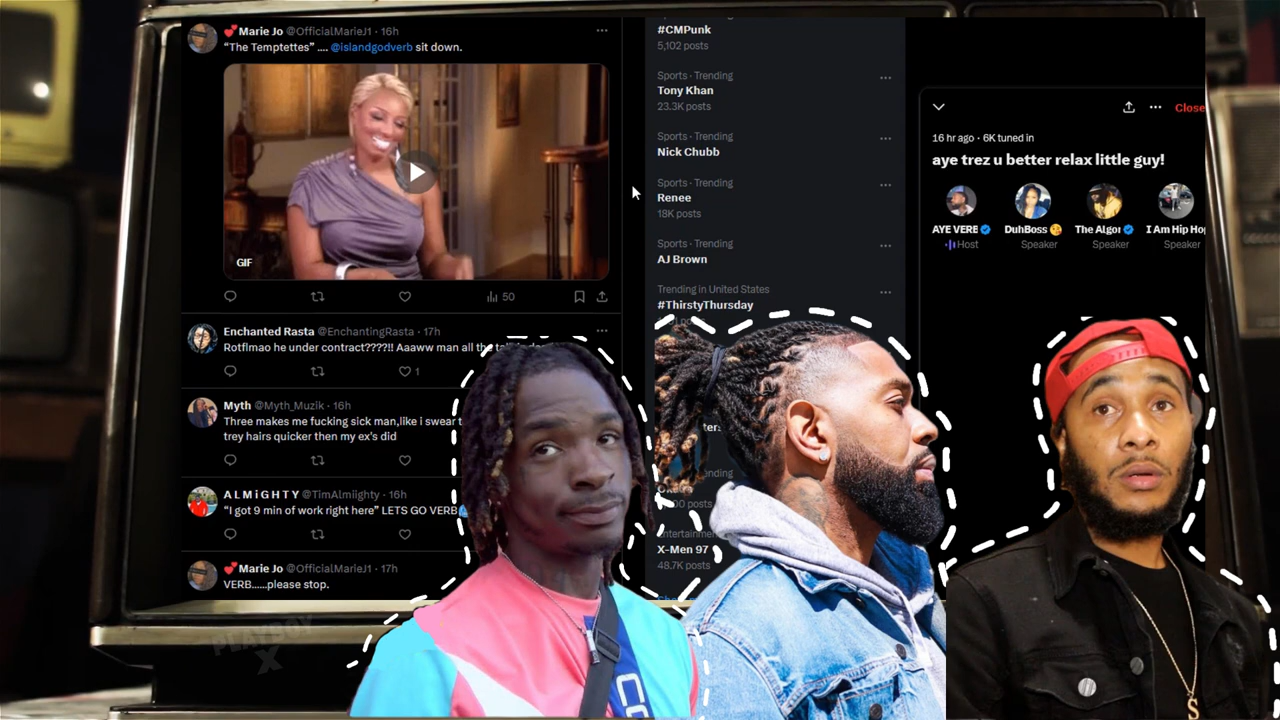 Marie Jo @OfficialMarieJ1 · 16h
“The Temptettes” .... @islandgodverb sit down.
GIF
50
Enchanted Rasta @EnchantingRasta · 17h
Rotflmao he under contract????!! Aaaww man all the
1
Myth @Myth_Muzik · 16h
Three makes me fucking sick man,like i swear
trey hairs quicker then my ex's did
A L M i G H T Y @TimAlmiighty · 16h
“I got 9 min of work right here” LETS GO VERB
Marie Jo @OfficialMarieJ1 · 17h
VERB......please stop.
#CMPunk
5,102 posts
Sports · Trending
Tony Khan
23.3K posts
Sports · Trending
Nick Chubb
Sports · Trending
Renee
18K posts
Sports · Trending
AJ Brown
Trending in United States
#ThirstyThursday
X-Men 97
48.7K posts
Close
16 hr ago · 6K tuned in
aye trez u better relax little guy!
AYE VERB DuhBoss The Algor I Am Hip Hop
Host Speaker Speaker Speaker
PLAYBOY
X